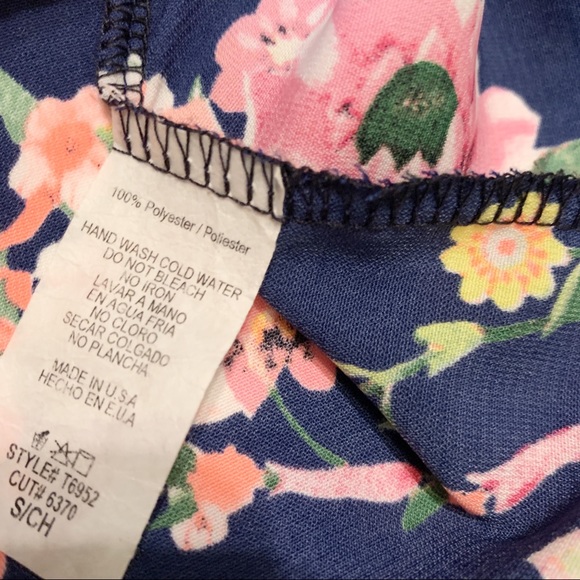 100% Polyester / Poliester
HAND WASH COLD WATER
DO NOT BLEACH
NO IRON
LAVAR A MANO
EN AGUA FRIA
NO CLORO
SECAR COLGADO
NO PLANCHA
MADE IN U.S.A
HECHO EN E.U.A
STYLE# T6952
CUT# 6370
S/CH